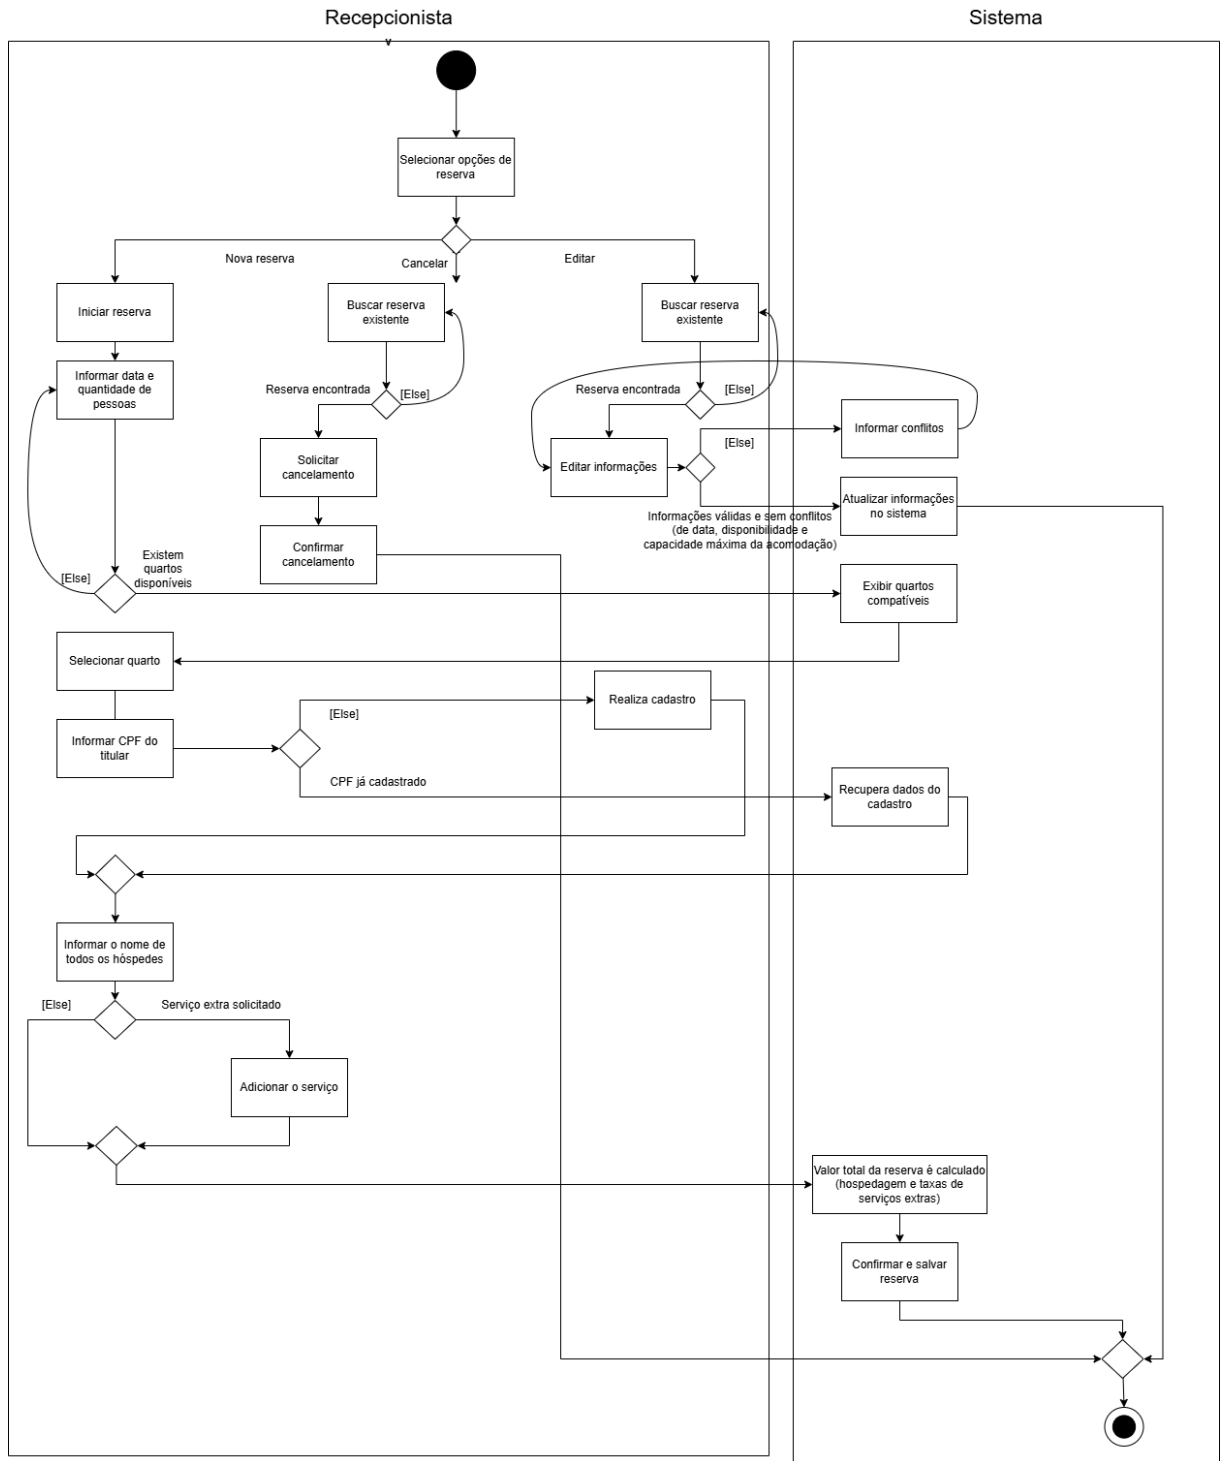 Recepcionista
Sistema
v
Selecionar opções de
reserva
Nova reserva
Cancelar
Editar
Iniciar reserva
Buscar reserva
existente
Buscar reserva
existente
Informar data e
quantidade de
pessoas
Reserva encontrada
[Else]
Reserva encontrada
[Else]
Informar conflitos
[Else]
Solicitar
cancelamento
Editar informações
Atualizar informações
no sistema
Informações válidas e sem conflitos
(de data, disponibilidade e
capacidade máxima da acomodação)
Confirmar
cancelamento
Existem
quartos
disponíveis
[Else]
Exibir quartos
compatíveis
Selecionar quarto
Realiza cadastro
[Else]
Informar CPF do
titular
CPF já cadastrado
Recupera dados do
cadastro
Informar o nome de
todos os hóspedes
[Else]
Serviço extra solicitado
Adicionar o serviço
Valor total da reserva é calculado
(hospedagem e taxas de
serviços extras)
Confirmar e salvar
reserva